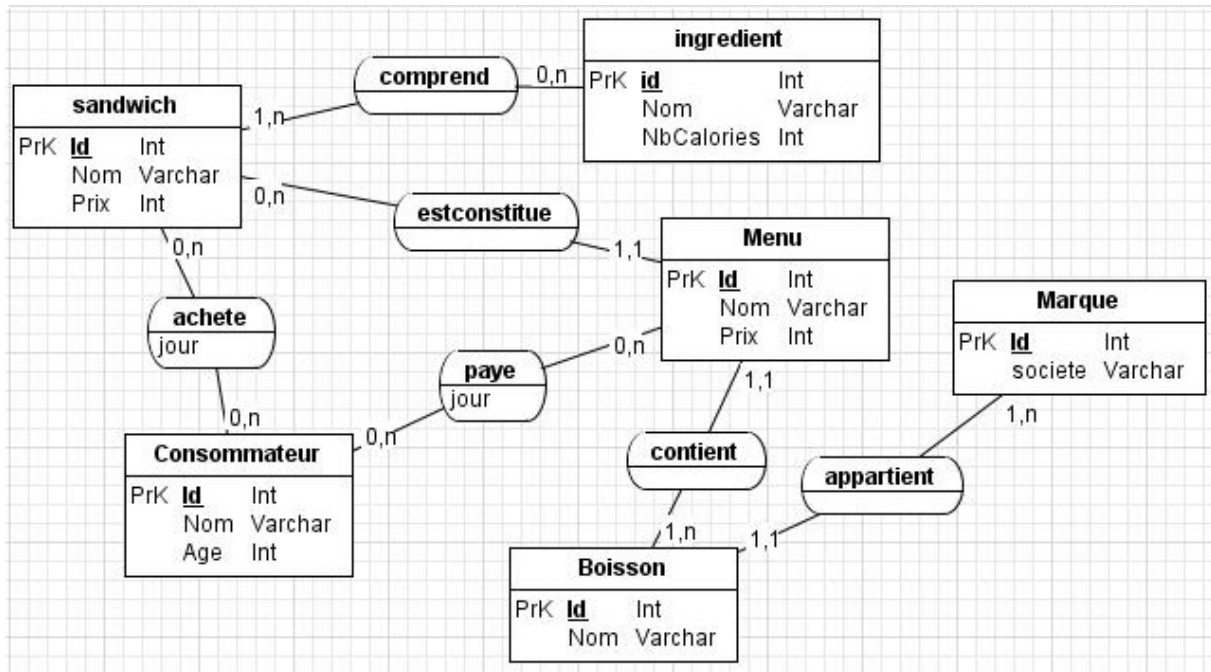 ingredient
PrK id Int
Nom Varchar
NbCalories Int
comprend
0,n
1,n
sandwich
PrK Id Int
Nom Varchar
Prix Int
0,n
estconstitue
1,1
0,n
Menu
PrK Id Int
Nom Varchar
Prix Int
Marque
PrK Id Int
societe Varchar
achete
jour
0,n
paye
jour
0,n
0,n
1,1
1,n
Consommateur
PrK Id Int
Nom Varchar
Age Int
contient
appartient
1,n
1,1
Boisson
PrK Id Int
Nom Varchar